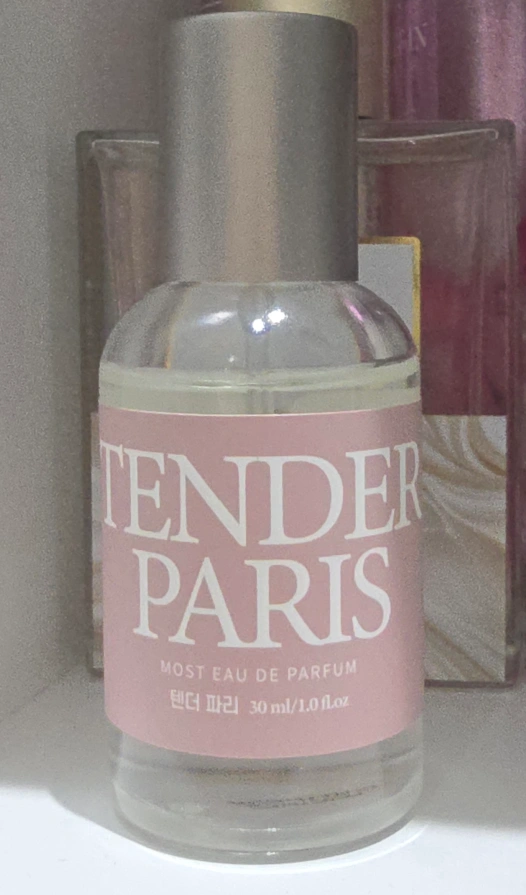 TENDER
PARIS
MOST EAU DE PARFUM
텐더 파리 30 ml/1.0 fl.oz